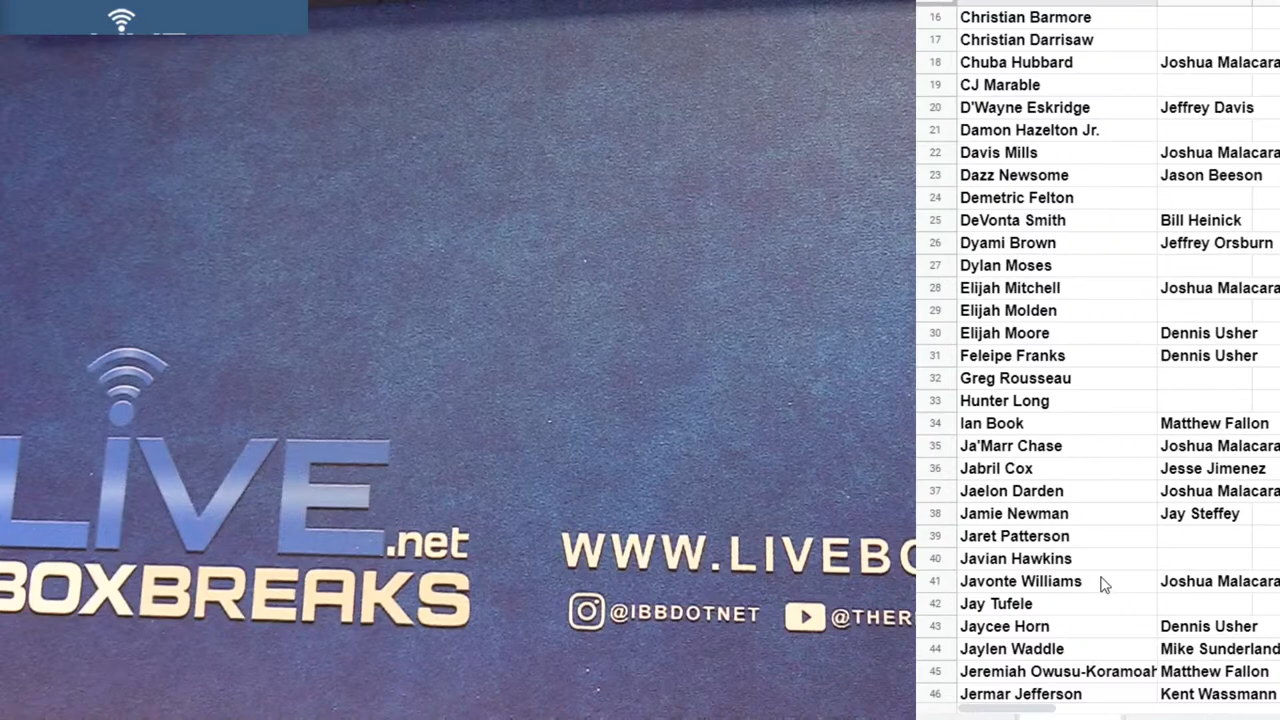 LIVE
.net
BOXBREAKS
WWW.LIVEBO
@IBBDOTNET
@THER
16 Christian Barmore
17 Christian Darrisaw
18 Chuba Hubbard Joshua Malacara
19 CJ Marable
20 D'Wayne Eskridge Jeffrey Davis
21 Damon Hazelton Jr.
22 Davis Mills Joshua Malacara
23 Dazz Newsome Jason Beeson
24 Demetric Felton
25 DeVonta Smith Bill Heinick
26 Dyami Brown Jeffrey Orsburn
27 Dylan Moses
28 Elijah Mitchell Joshua Malacara
29 Elijah Molden
30 Elijah Moore Dennis Usher
31 Feleipe Franks Dennis Usher
32 Greg Rousseau
33 Hunter Long
34 Ian Book Matthew Fallon
35 Ja'Marr Chase Joshua Malacara
36 Jabril Cox Jesse Jimenez
37 Jaelon Darden Joshua Malacara
38 Jamie Newman Jay Steffey
39 Jaret Patterson
40 Javian Hawkins
41 Javonte Williams Joshua Malacara
42 Jay Tufele
43 Jaycee Horn Dennis Usher
44 Jaylen Waddle Mike Sunderland
45 Jeremiah Owusu-Koramoah Matthew Fallon
46 Jermar Jefferson Kent Wassmann